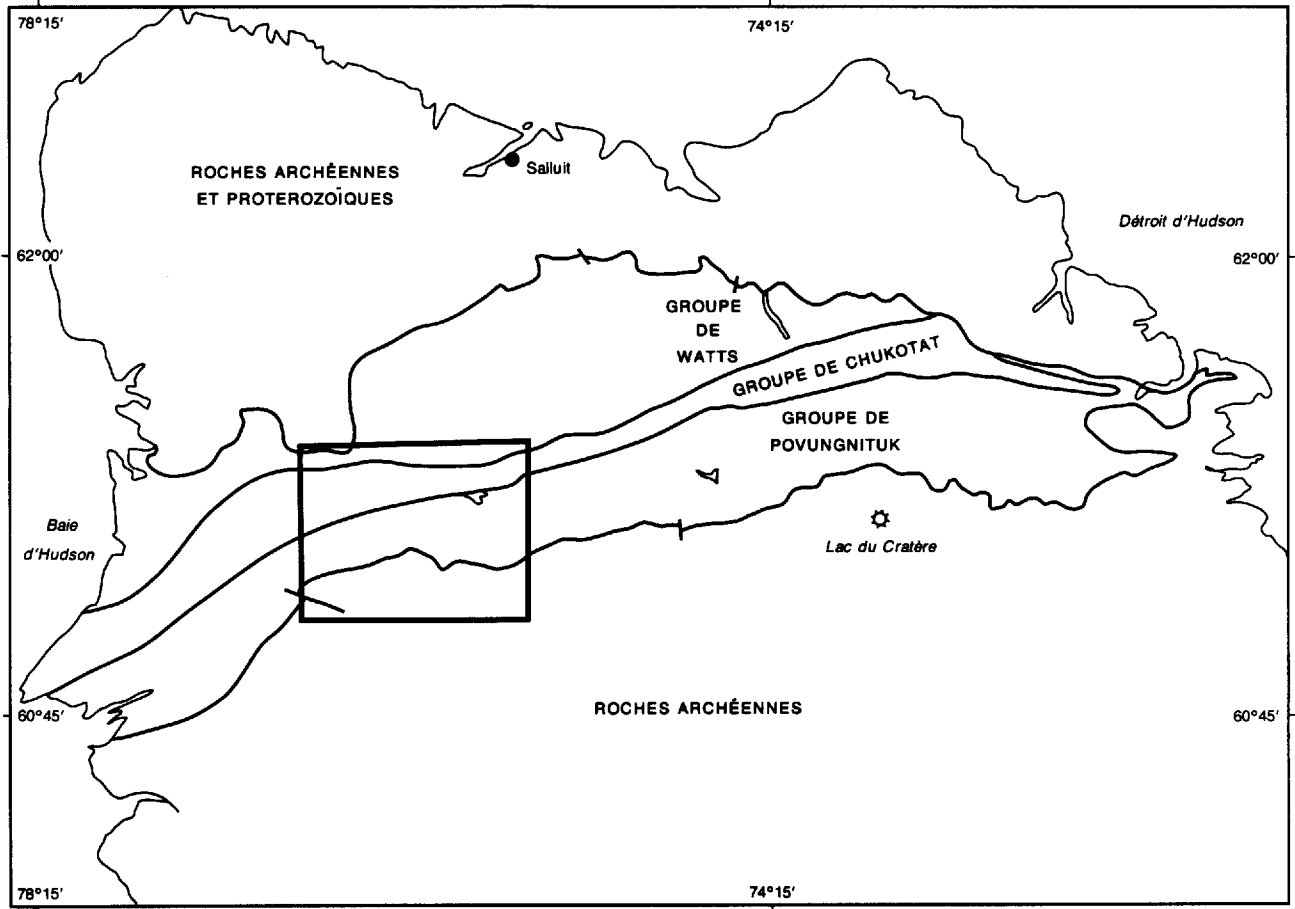 78°15'
74°15'
ROCHES ARCHÉENNES
ET PROTEROZOÏQUES
Salluit
Détroit d'Hudson
62°00'
62°00'
GROUPE
DE
WATTS
GROUPE DE CHUKOTAT
GROUPE DE
POVUNGNITUK
Baie
d'Hudson
Lac du Cratère
ROCHES ARCHÉENNES
60°45'
60°45'
78°15'
74°15'